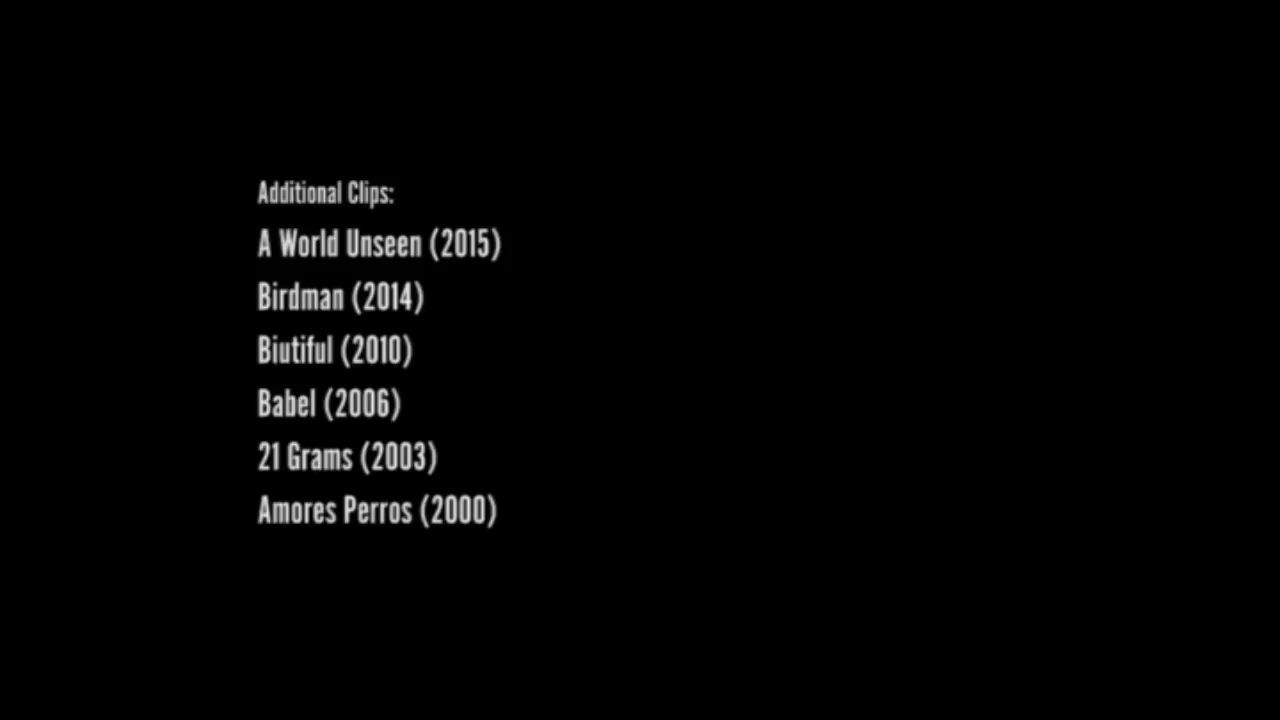 Additional Clips:
A World Unseen (2015)
Birdman (2014)
Biutiful (2010)
Babel (2006)
21 Grams (2003)
Amores Perros (2000)